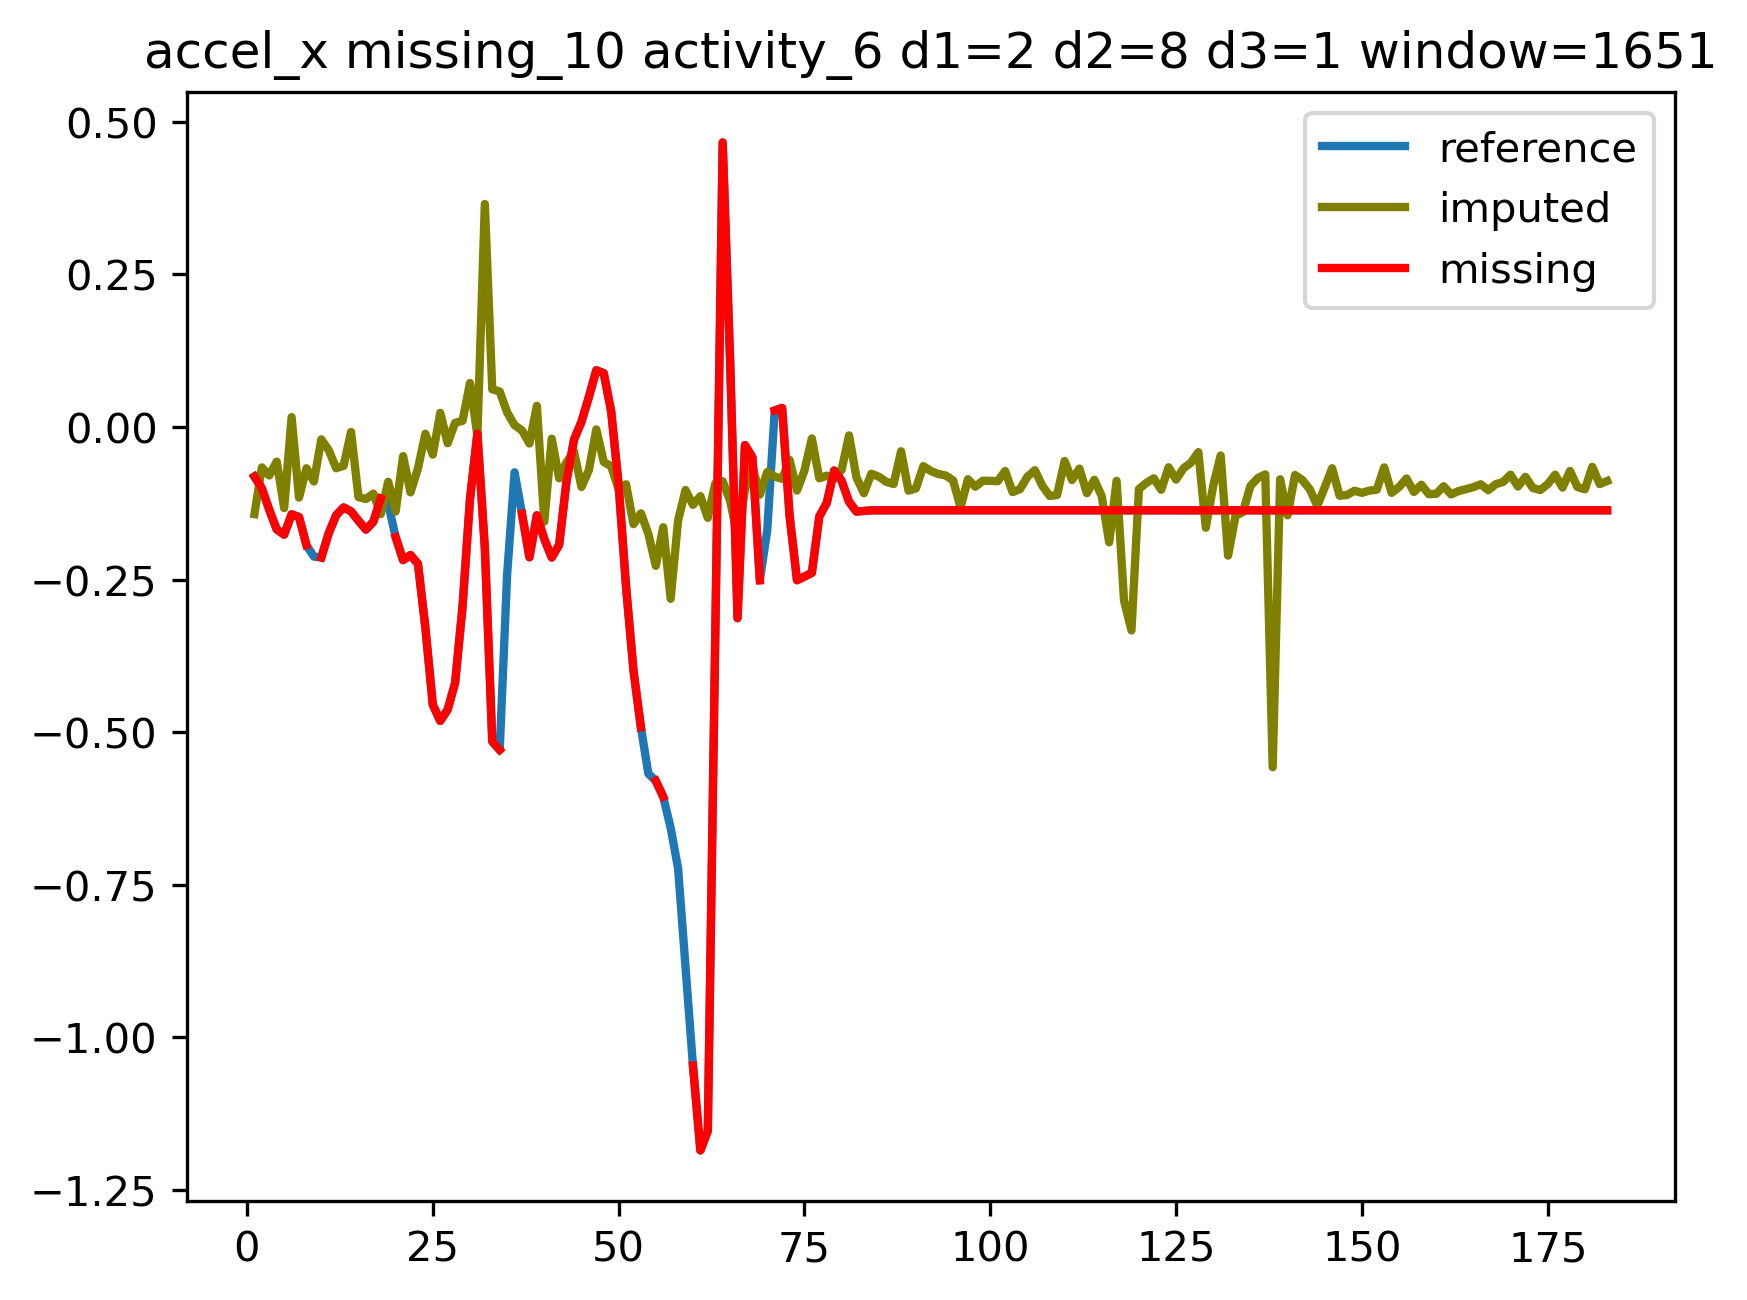 accel_x missing_10 activity_6 d1=2 d2=8 d3=1 window=1651
reference
imputed
missing
0.50
0.25
0.00
−0.25
−0.50
−0.75
−1.00
−1.25
0 25 50 75 100 125 150 175